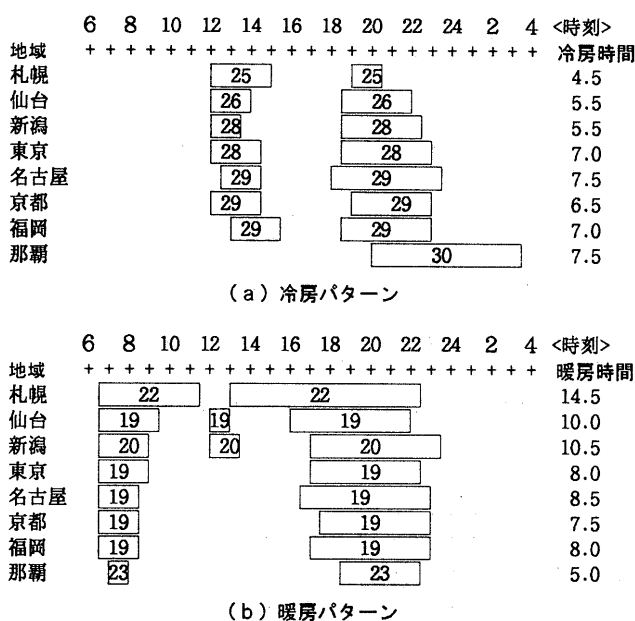 6 8 10 12 14 16 18 20 22 24 2 4 <時刻>
地域 + + + + + + + + + + + + + + + + + + + + + + + 冷房時間
札幌 25 25 4.5
仙台 26 26 5.5
新潟 28 28 5.5
東京 28 28 7.0
名古屋 29 29 7.5
京都 29 29 6.5
福岡 29 29 7.0
那覇 30 7.5
(a)冷房パターン
6 8 10 12 14 16 18 20 22 24 2 4 <時刻>
地域 + + + + + + + + + + + + + + + + + + + + + + + 暖房時間
札幌 22 22 14.5
仙台 19 19 19 10.0
新潟 20 20 20 10.5
東京 19 19 8.0
名古屋 19 19 8.5
京都 19 19 7.5
福岡 19 19 8.0
那覇 23 23 5.0
(b)暖房パターン